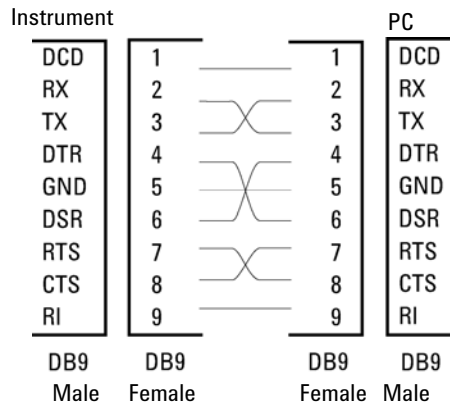 Instrument PC
DCD 1 1 DCD
RX 2 2 RX
TX 3 3 TX
DTR 4 4 DTR
GND 5 5 GND
DSR 6 6 DSR
RTS 7 7 RTS
CTS 8 8 CTS
RI 9 9 RI
DB9 DB9 DB9 DB9
Male Female Female Male